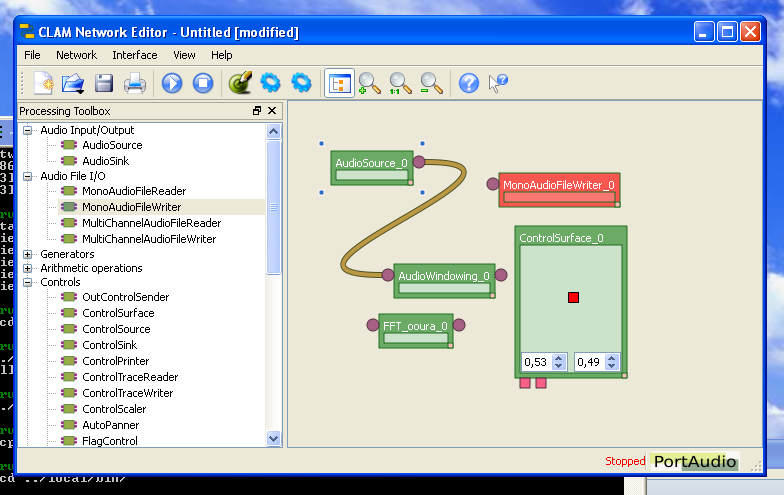 CLAM Network Editor - Untitled [modified]
File Network Interface View Help
1:1
Processing Toolbox
Audio Input/Output
AudioSource
AudioSink
Audio File I/O
MonoAudioFileReader
MonoAudioFileWriter
MultiChannelAudioFileReader
MultiChannelAudioFileWriter
Generators
Arithmetic operations
Controls
OutControlSender
ControlSurface
ControlSource
ControlSink
ControlPrinter
ControlTraceReader
ControlTraceWriter
ControlScaler
AutoPanner
FlagControl
AudioSource_0
MonoAudioFileWriter_0
ControlSurface_0
AudioWindowing_0
FFT_ooura_0
0,53 0,49
Stopped PortAudio
cd ../local/bin/